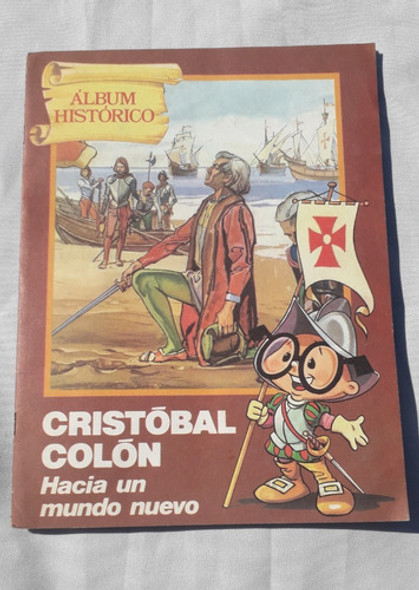 ÁLBUM
HISTÓRICO
CRISTÓBAL
COLÓN
Hacia un
mundo nuevo